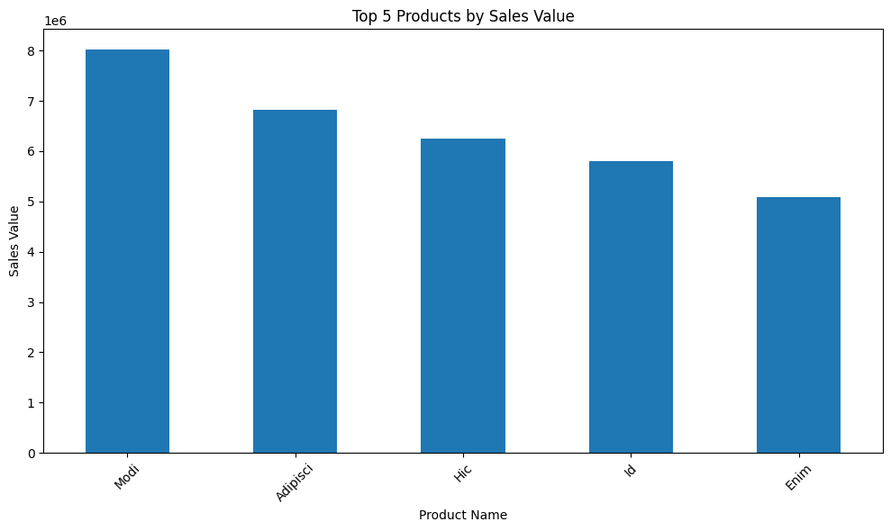 Top 5 Products by Sales Value
1e6
8
7
6
5
4
3
2
1
0
Sales Value
Modi
Adipisci
Hic
Id
Enim
Product Name